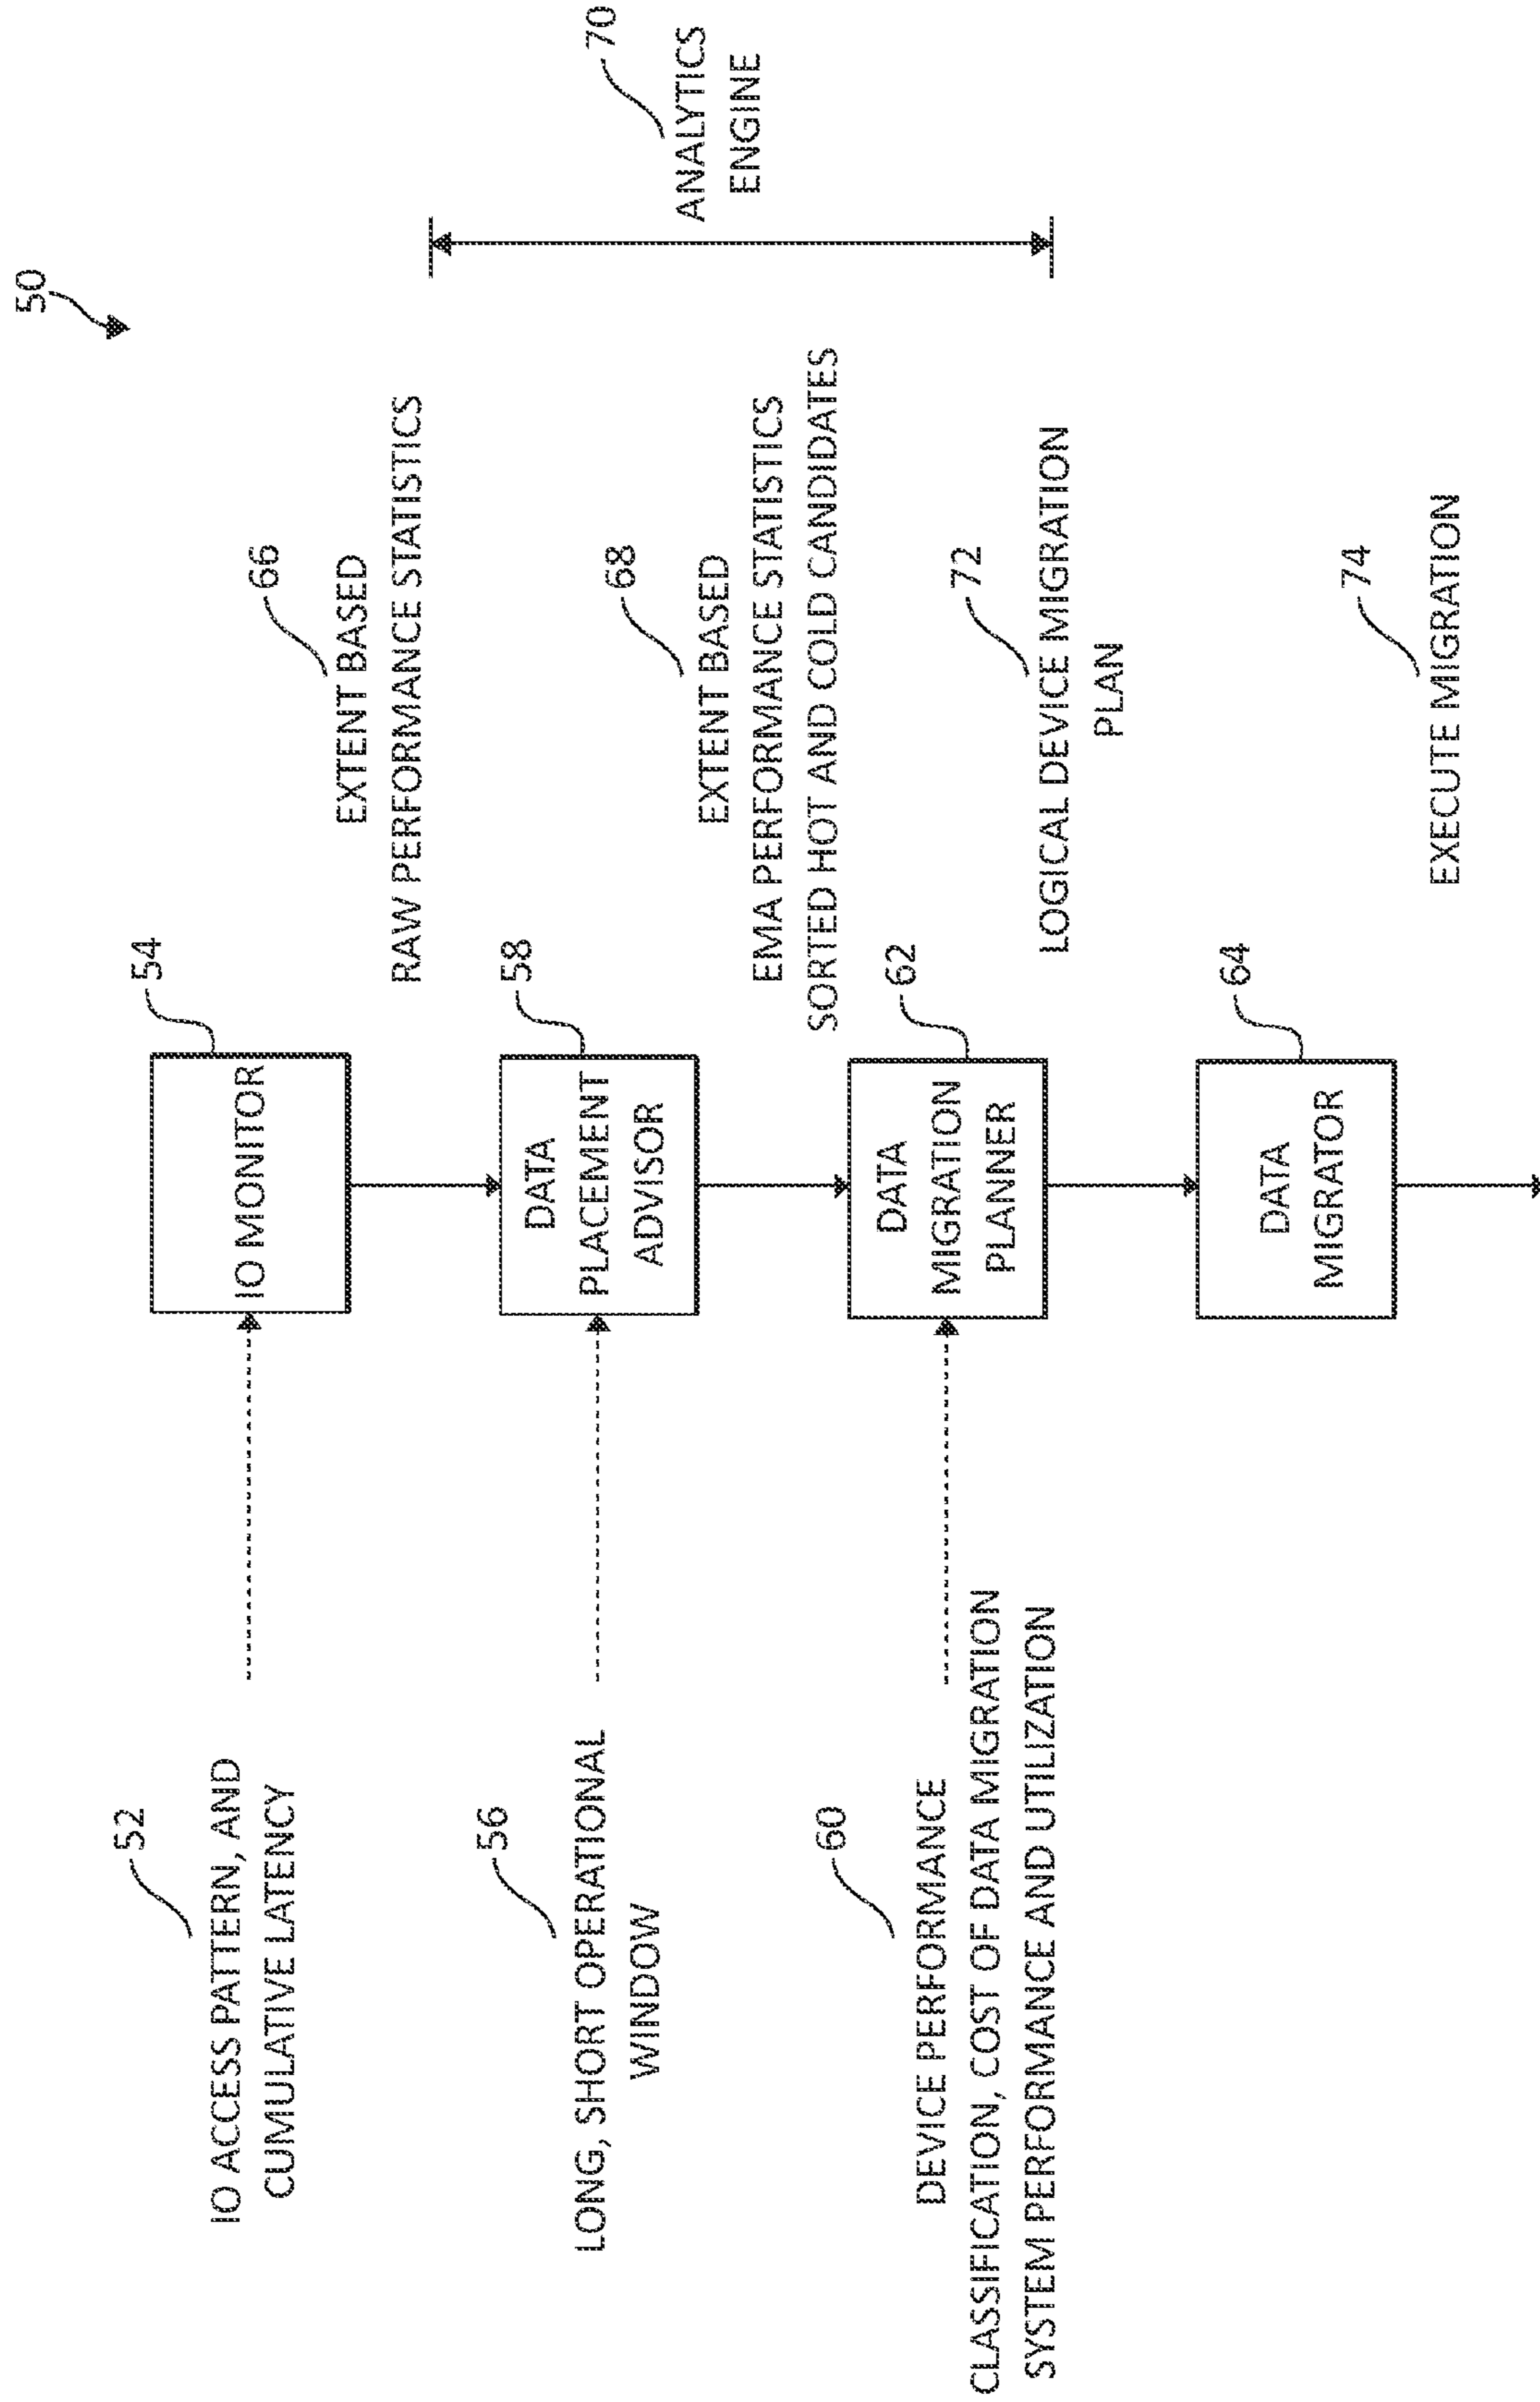 50
52
IO ACCESS PATTERN, AND
CUMULATIVE LATENCY
54
IO MONITOR
66
EXTENT BASED
RAW PERFORMANCE STATISTICS
56
LONG, SHORT OPERATIONAL
WINDOW
58
DATA
PLACEMENT
ADVISOR
68
EXTENT BASED
EMA PERFORMANCE STATISTICS
SORTED HOT AND COLD CANDIDATES
70
ANALYTICS
ENGINE
60
DEVICE PERFORMANCE
CLASSIFICATION, COST OF DATA MIGRATION
SYSTEM PERFORMANCE AND UTILIZATION
62
DATA
MIGRATION
PLANNER
72
LOGICAL DEVICE MIGRATION
PLAN
64
DATA
MIGRATOR
74
EXECUTE MIGRATION